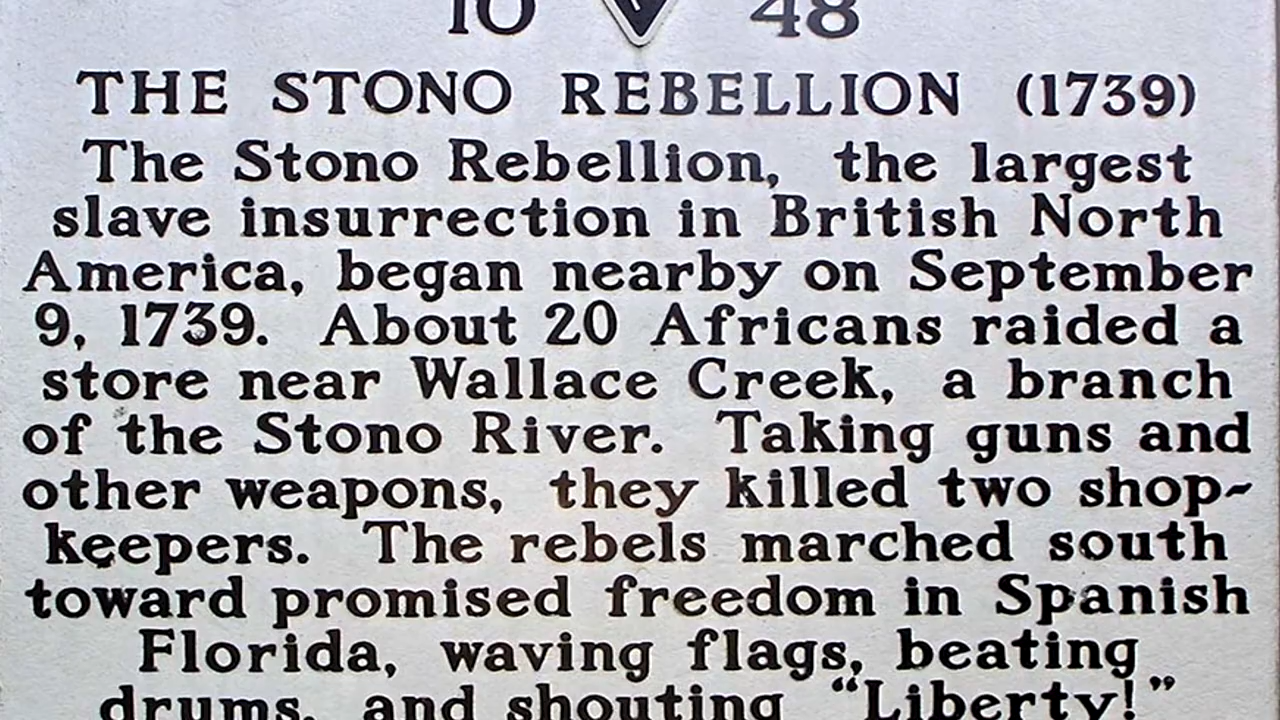 10 48
THE STONO REBELLION (1739)
The Stono Rebellion, the largest
slave insurrection in British North
America, began nearby on September
9, 1739. About 20 Africans raided a
store near Wallace Creek, a branch
of the Stono River. Taking guns and
other weapons, they killed two shop-
keepers. The rebels marched south
toward promised freedom in Spanish
Florida, waving flags, beating
drums, and shouting “Liberty!”